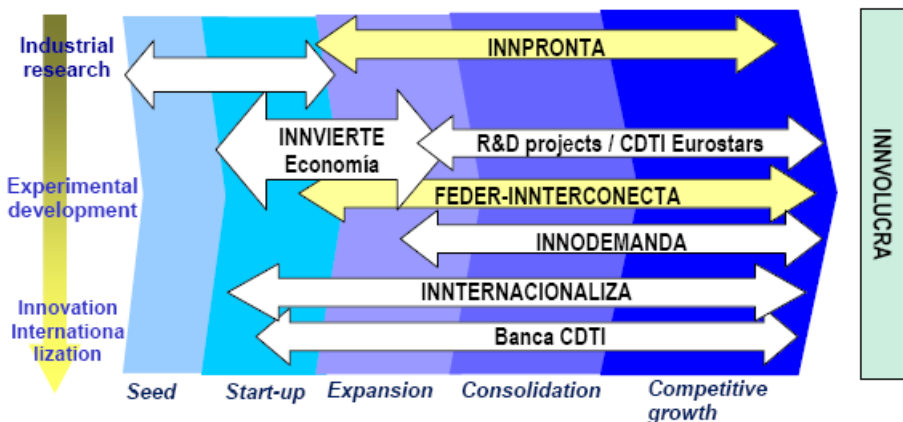 Industrial
research
INNPRONTA
INNVIERTE
Economía
R&D projects / CDTI Eurostars
Experimental
development
FEDER-INNTERCONECTA
INNODEMANDA
Innovation
Internationa
lization
INNTERNACIONALIZA
Banca CDTI
Seed
Start-up
Expansion
Consolidation
Competitive
growth
INNVOLUCRA